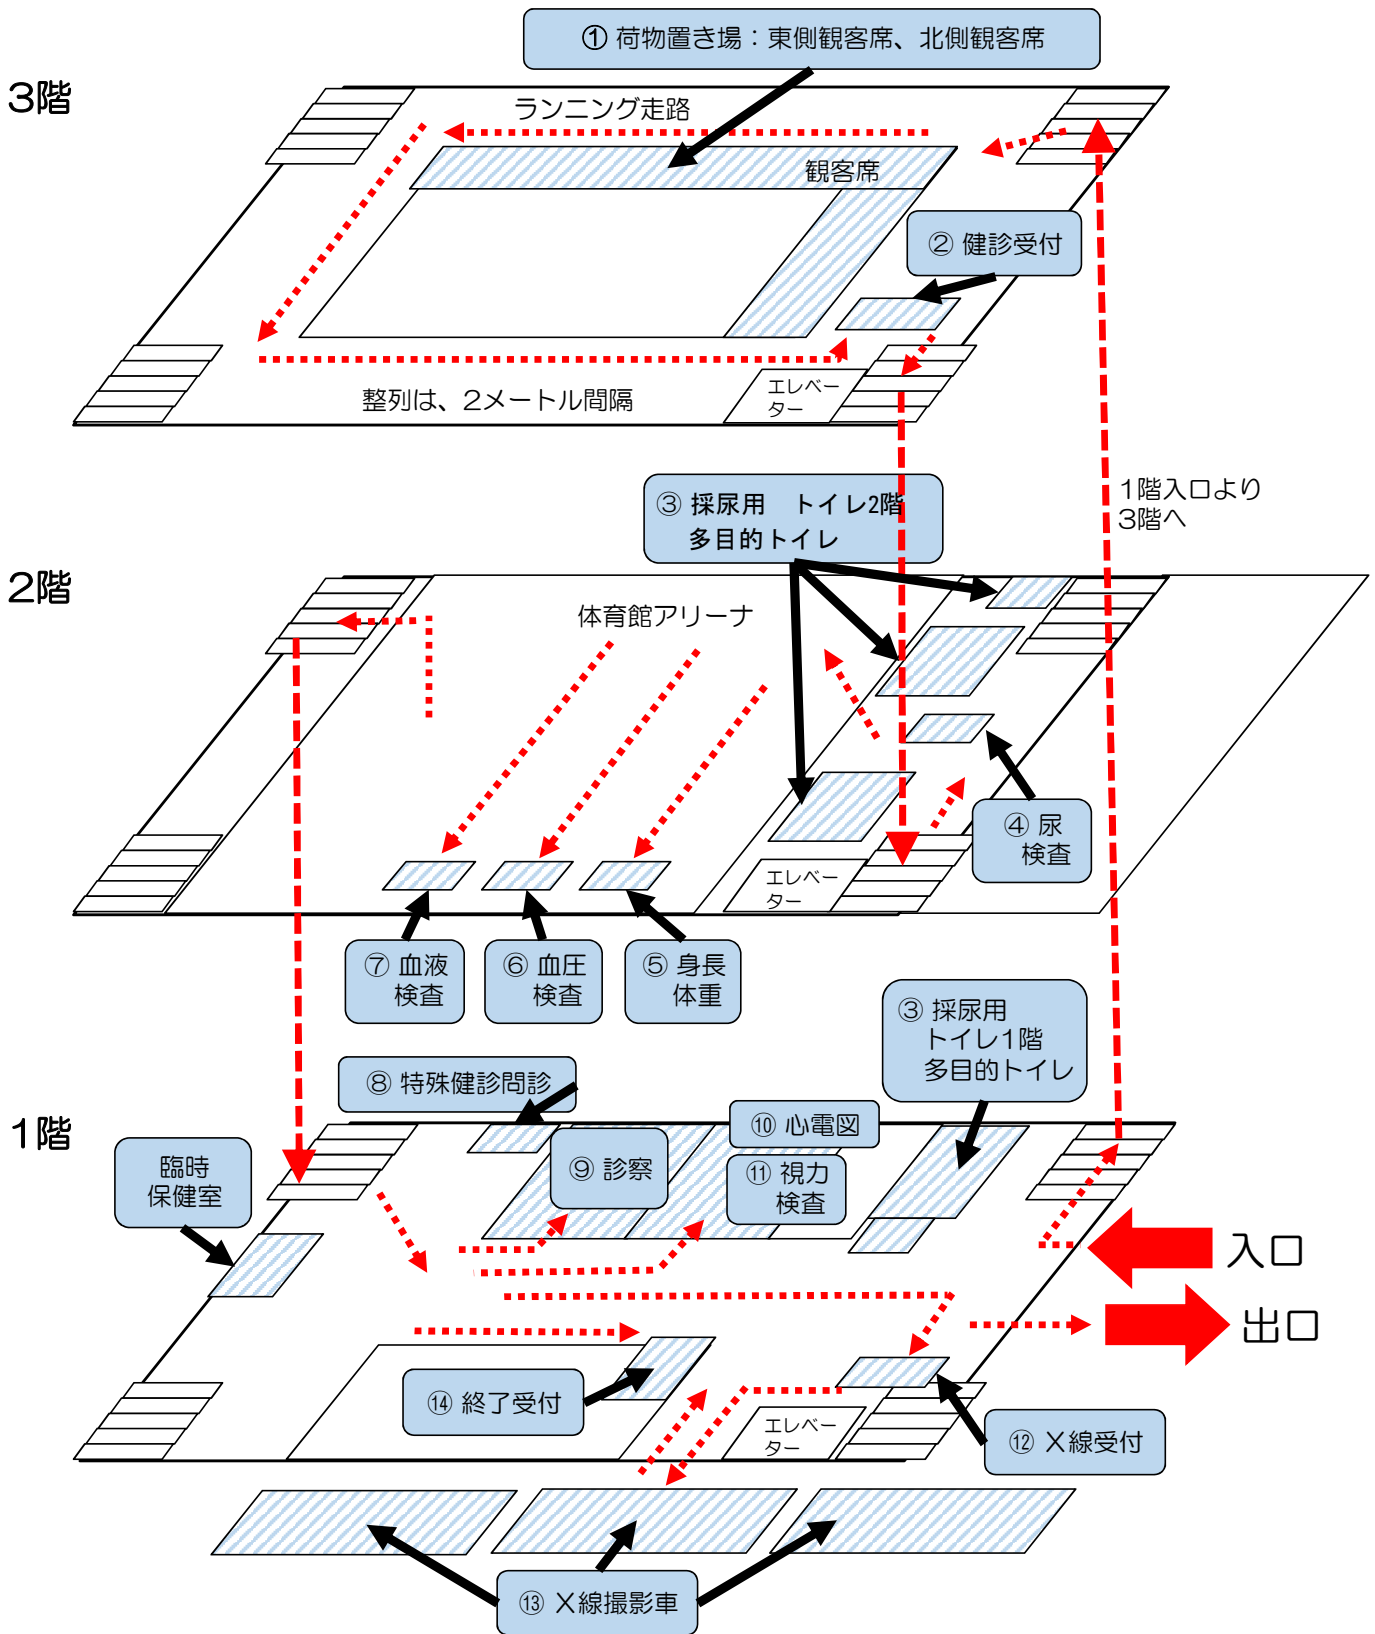 ① 荷物置き場：東側観客席、北側観客席
3階
ランニング走路
観客席
② 健診受付
エレベー
ター
整列は、2メートル間隔
1階入口より
3階へ
③ 採尿用　トイレ2階
多目的トイレ
2階
体育館アリーナ
④ 尿
検査
エレベー
ター
⑦ 血液
検査
⑥ 血圧
検査
⑤ 身長
体重
③ 採尿用
トイレ1階
多目的トイレ
⑧ 特殊健診問診
1階
⑩ 心電図
⑨ 診察
⑪ 視力
検査
臨時
保健室
入口
出口
⑭ 終了受付
エレベー
ター
⑫ X線受付
⑬ X線撮影車